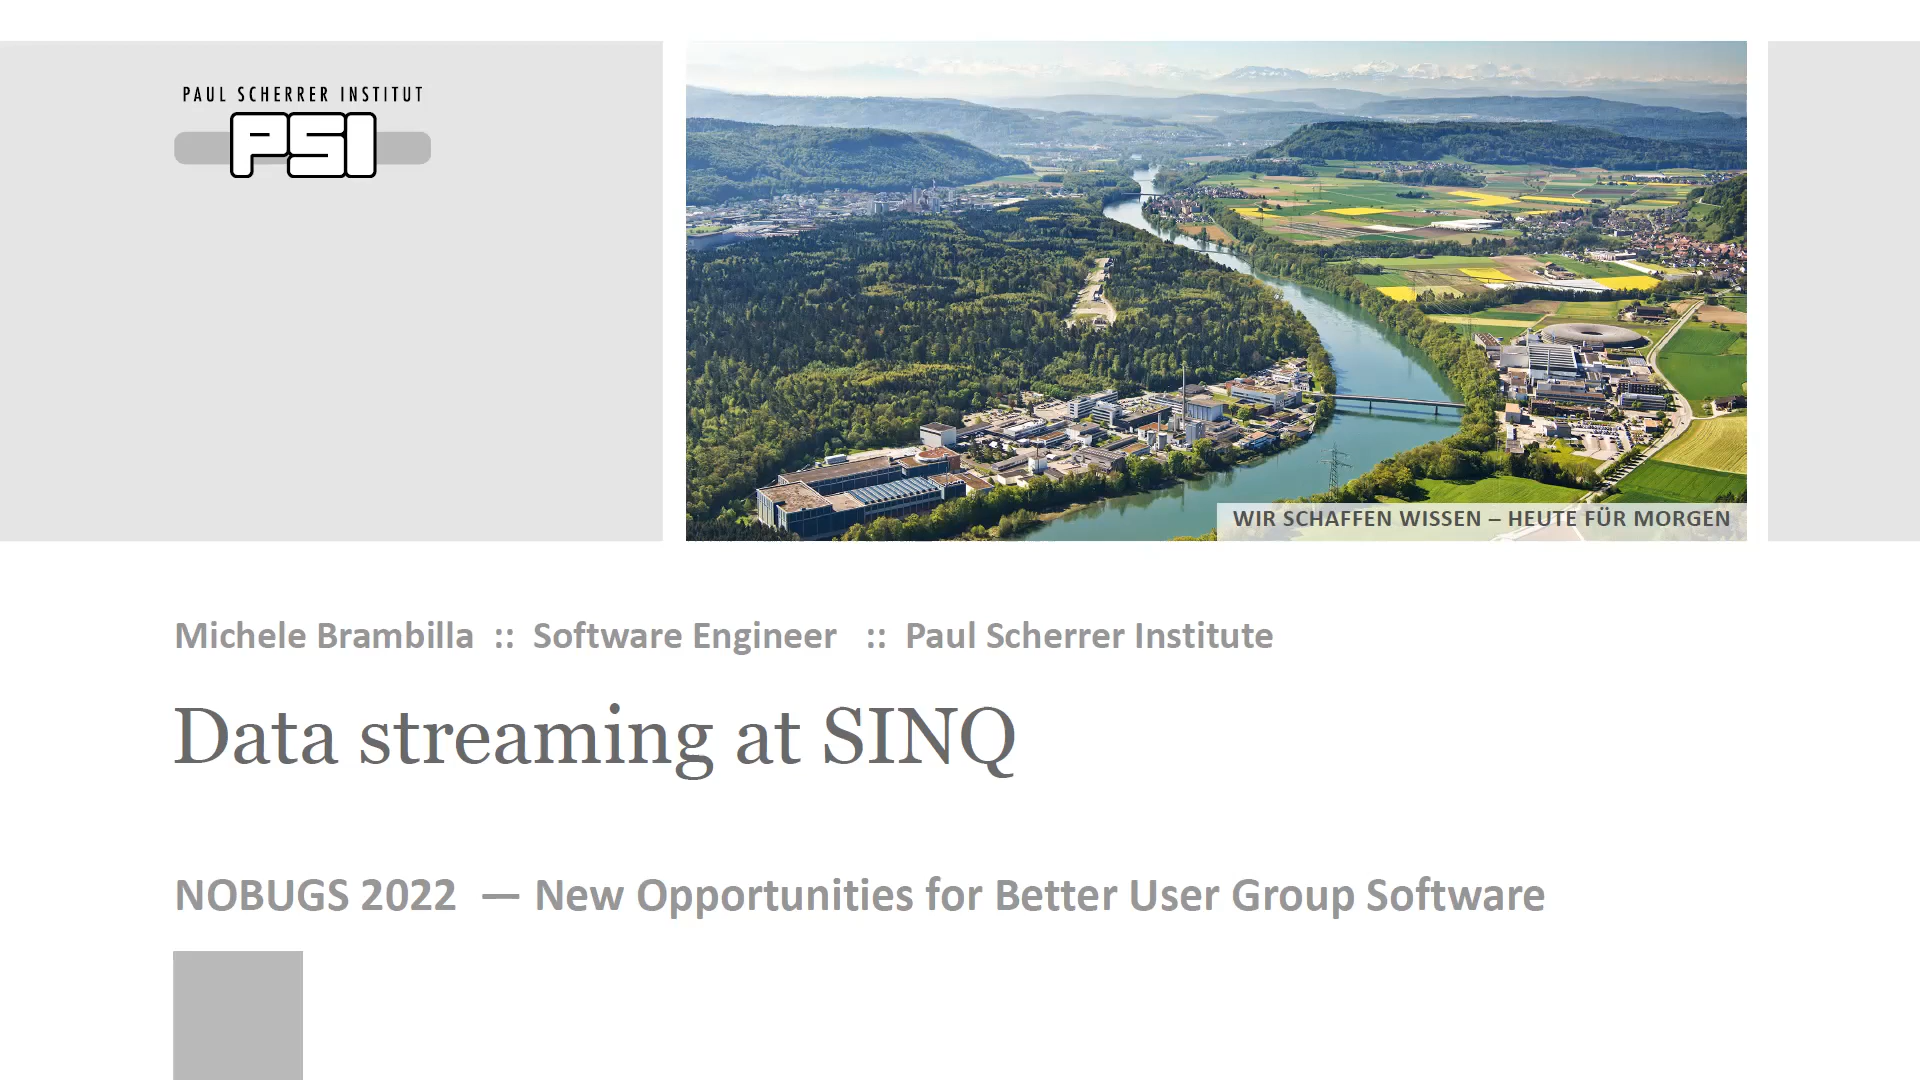 PAUL SCHERRER INSTITUT
PSI
WIR SCHAFFEN WISSEN – HEUTE FÜR MORGEN
Michele Brambilla :: Software Engineer :: Paul Scherrer Institute
Data streaming at SINQ
NOBUGS 2022 — New Opportunities for Better User Group Software